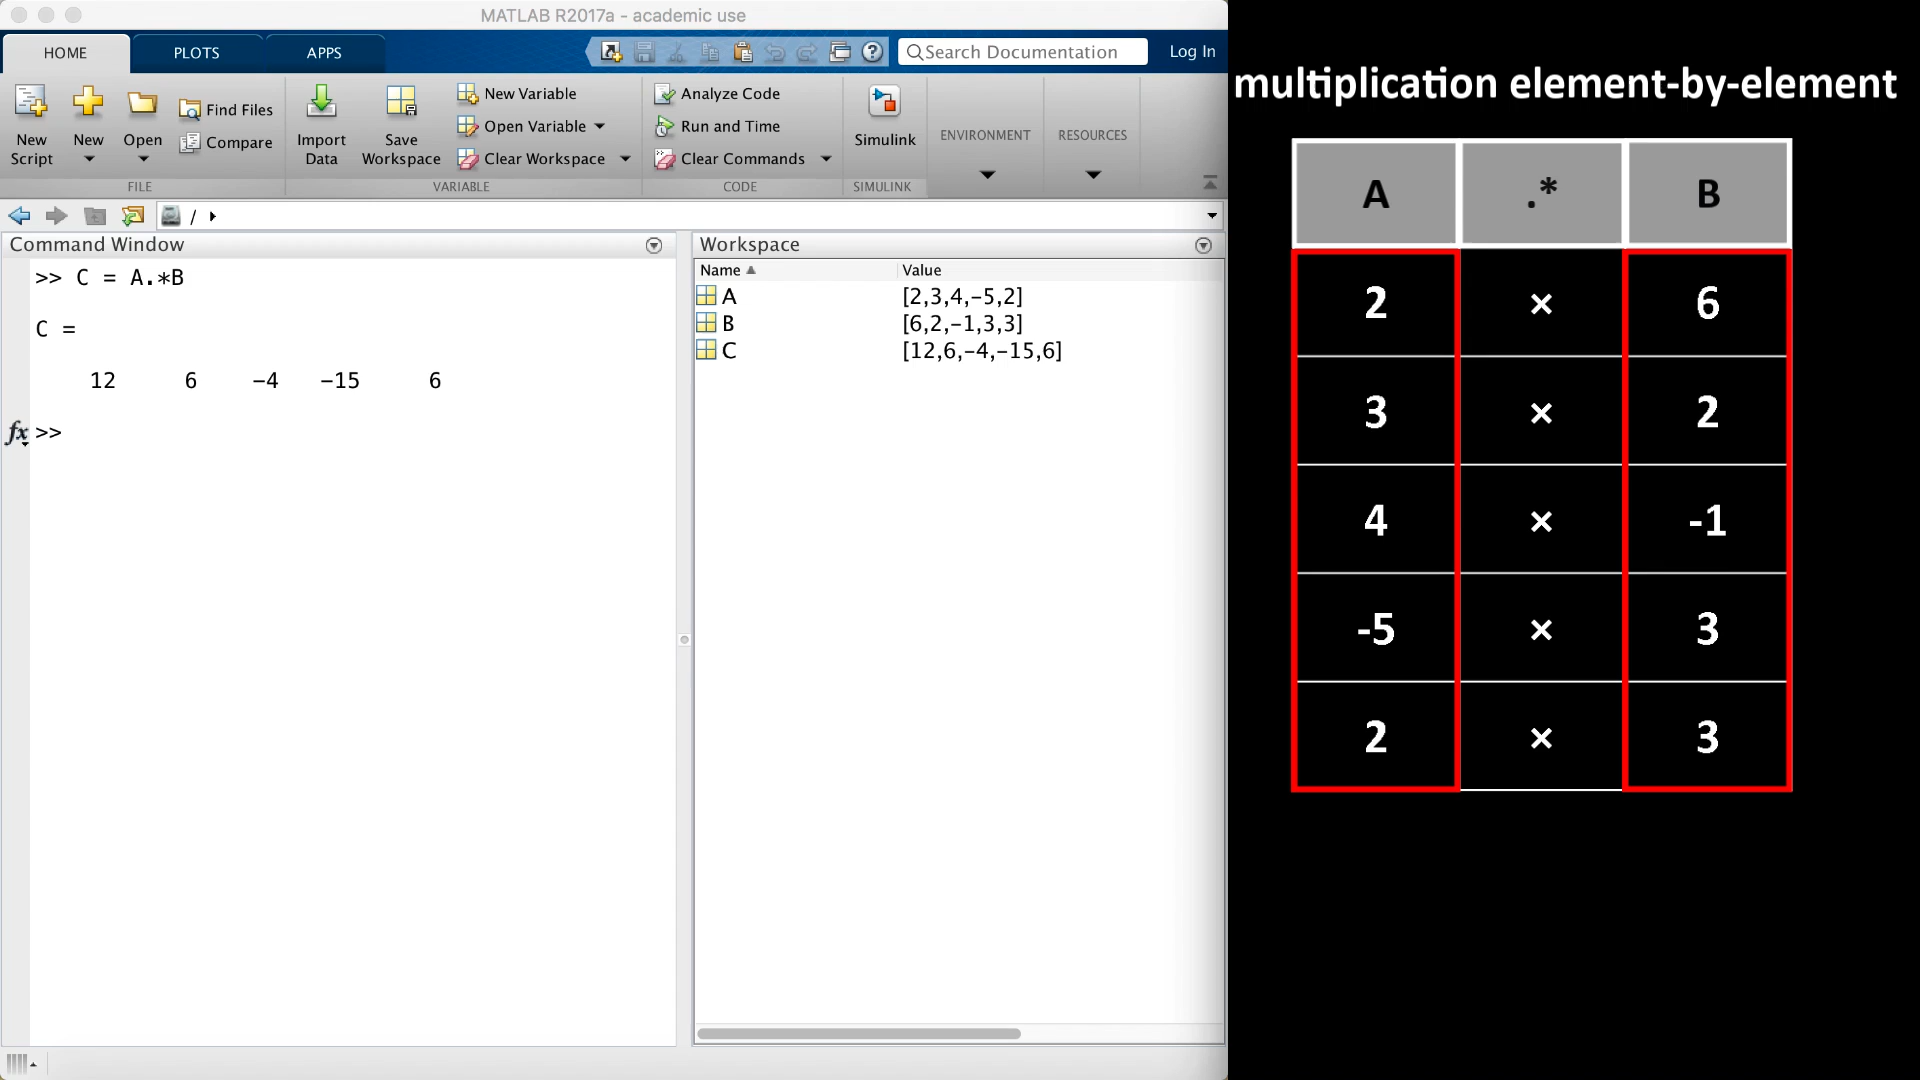 MATLAB R2017a - academic use
HOME
PLOTS
APPS
Search Documentation
Log In
New Script
New
Open
Find Files
Compare
FILE
Import Data
Save Workspace
New Variable
Open Variable
Clear Workspace
VARIABLE
Analyze Code
Run and Time
Clear Commands
CODE
Simulink
SIMULINK
ENVIRONMENT
RESOURCES
/
Command Window
>> C = A.*B
C =
12 6 -4 -15 6
fx >>
Workspace
Name Value
A [2,3,4,-5,2]
B [6,2,-1,3,3]
C [12,6,-4,-15,6]
multiplication element-by-element
A .* B
2 × 6
3 × 2
4 × -1
-5 × 3
2 × 3